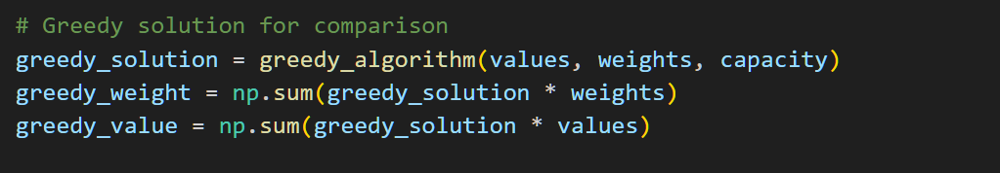 # Greedy solution for comparison
greedy_solution = greedy_algorithm(values, weights, capacity)
greedy_weight = np.sum(greedy_solution * weights)
greedy_value = np.sum(greedy_solution * values)